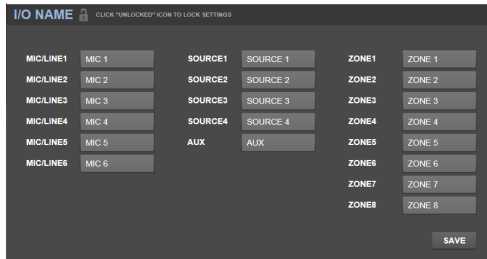 I/O NAME CLICK "UNLOCKED" ICON TO LOCK SETTINGS
MIC/LINE1 MIC 1 SOURCE1 SOURCE 1 ZONE1 ZONE 1
MIC/LINE2 MIC 2 SOURCE2 SOURCE 2 ZONE2 ZONE 2
MIC/LINE3 MIC 3 SOURCE3 SOURCE 3 ZONE3 ZONE 3
MIC/LINE4 MIC 4 SOURCE4 SOURCE 4 ZONE4 ZONE 4
MIC/LINE5 MIC 5 AUX AUX ZONE5 ZONE 5
MIC/LINE6 MIC 6 ZONE6 ZONE 6
ZONE7 ZONE 7
ZONE8 ZONE 8
SAVE